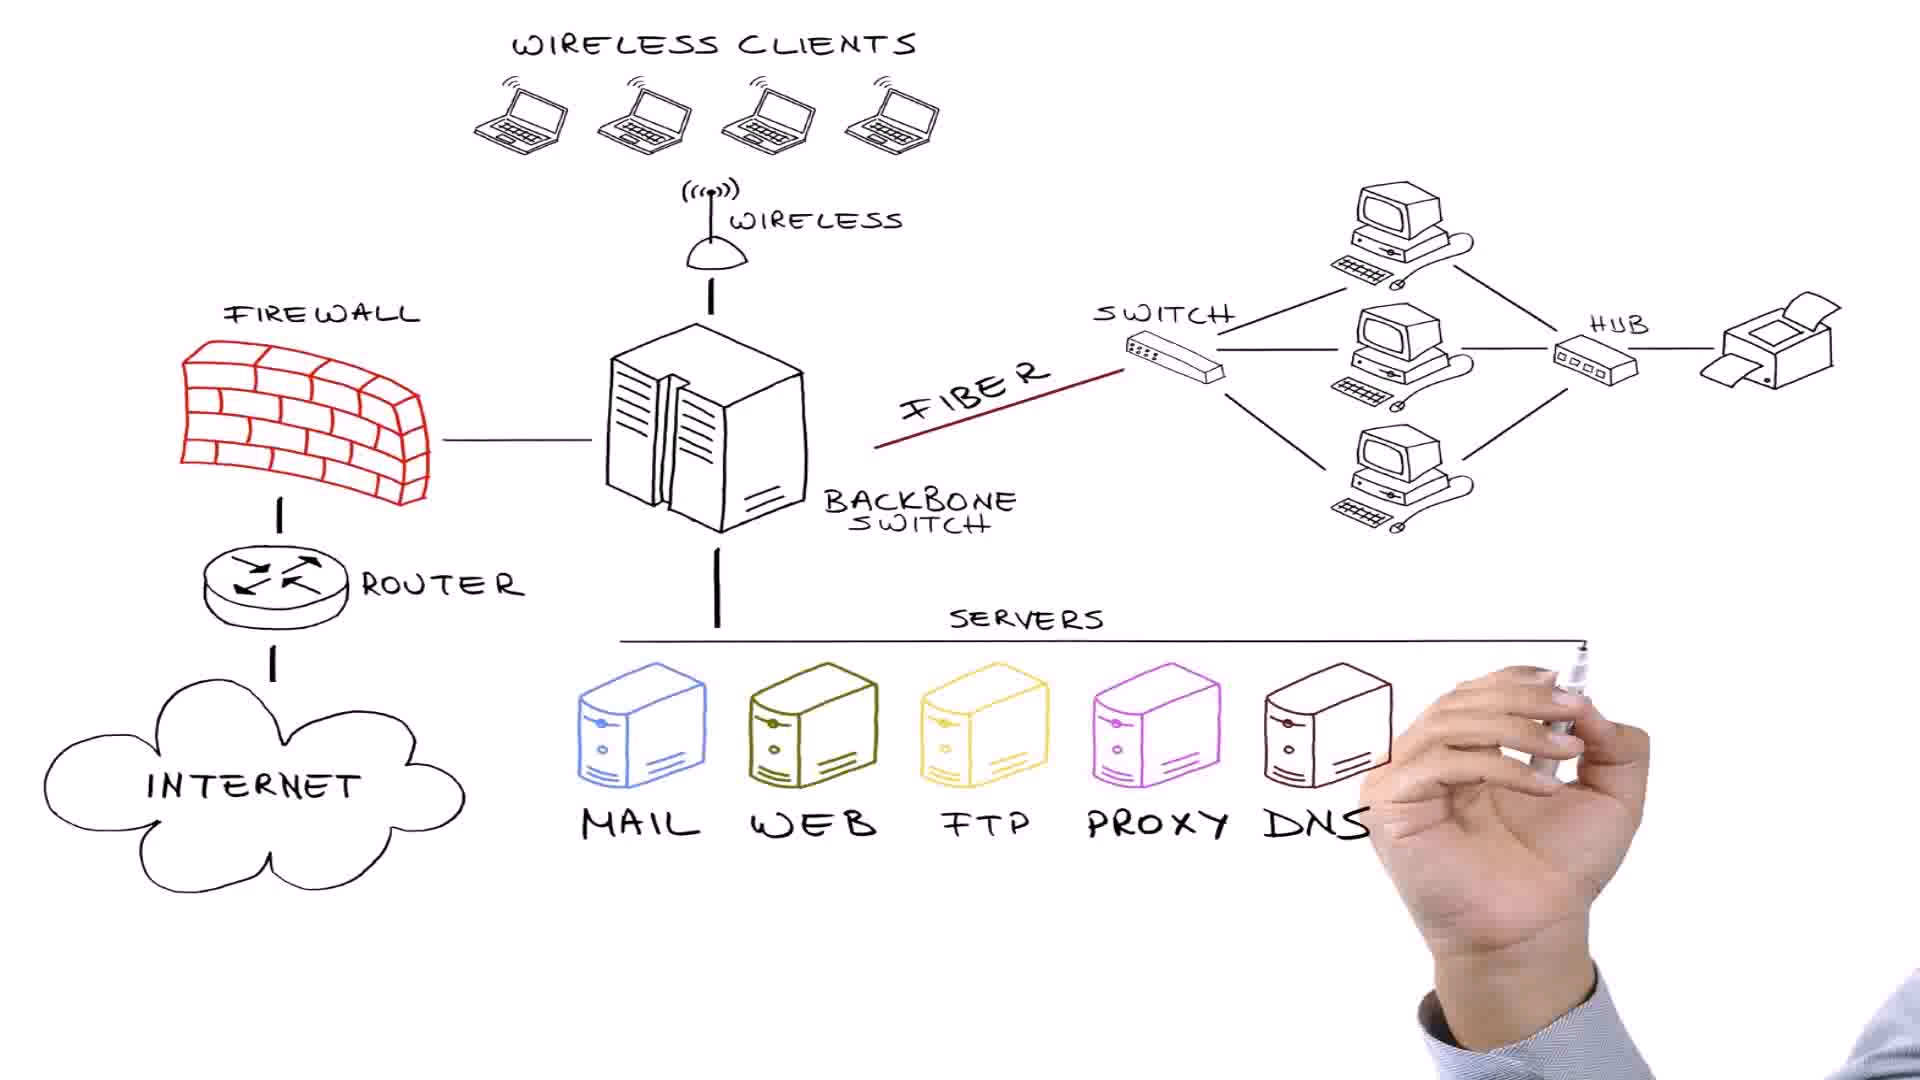 WIRELESS CLIENTS
WIRELESS
FIREWALL
SWITCH
HUB
FIBER
BACKBONE
SWITCH
ROUTER
SERVERS
INTERNET
MAIL
WEB
FTP
PROXY
DNS